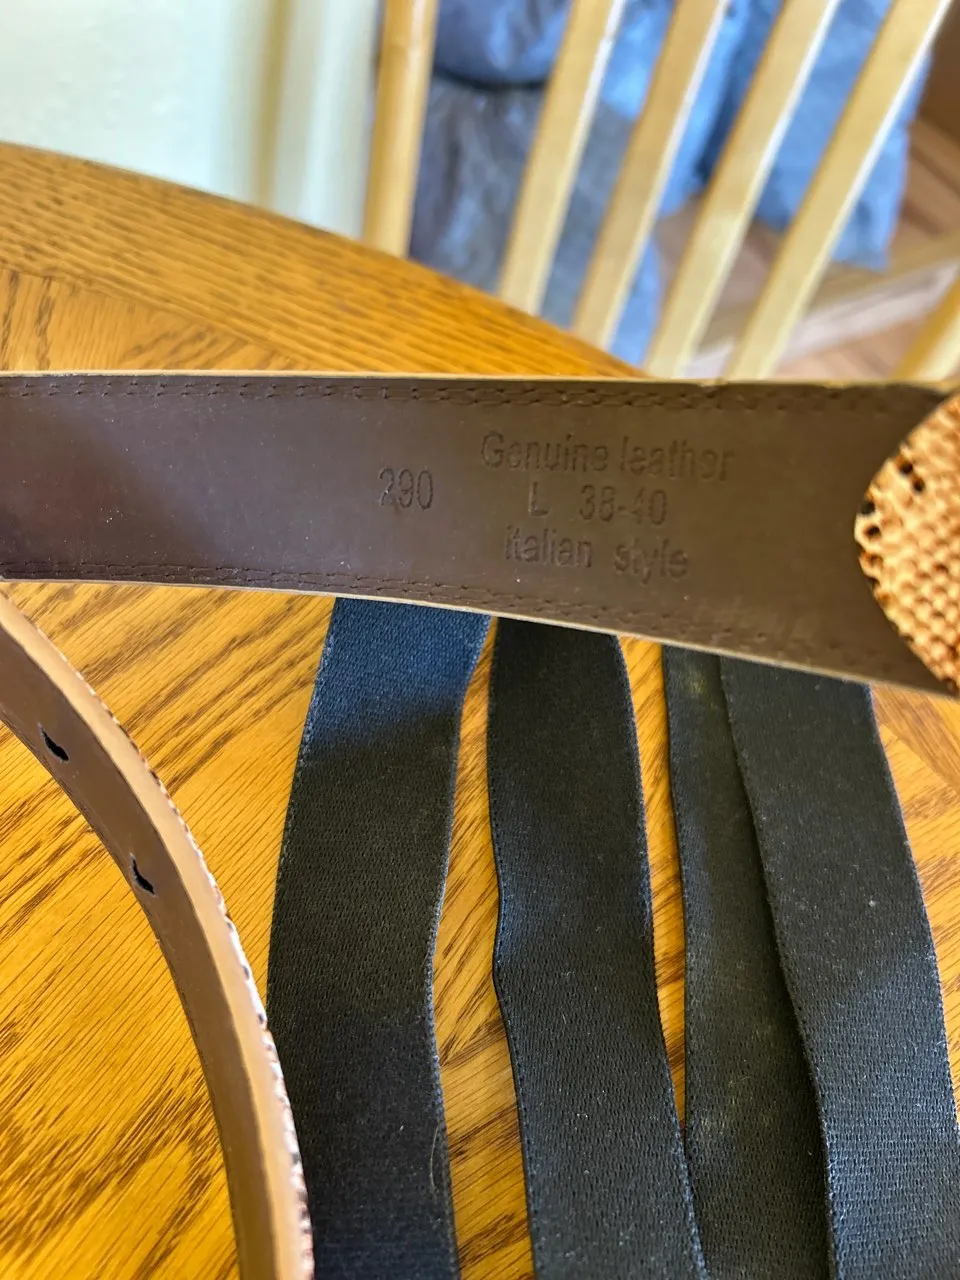 Genuine leather
290 L 38-40
italian style